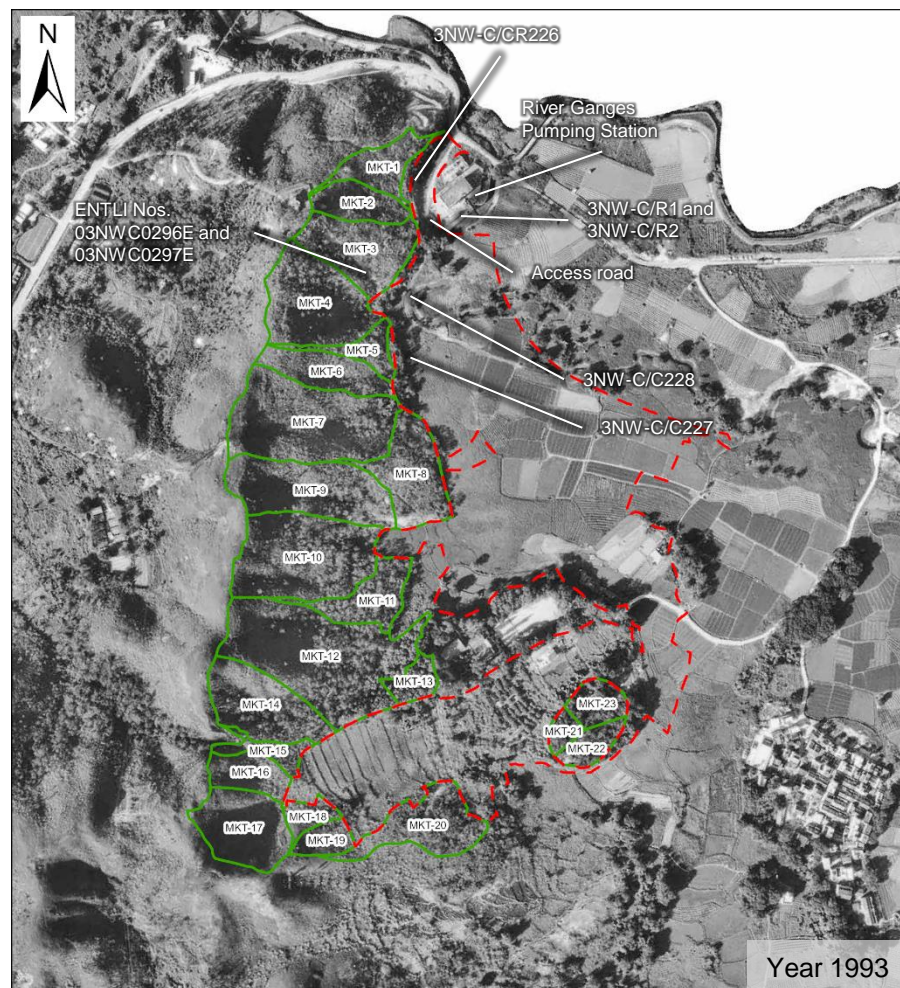 N
3NW-C/CR226
River Ganges
Pumping Station
MKT-1
MKT-2
ENTLI Nos.
03NWC0296E and
03NWC0297E
3NW-C/R1 and
3NW-C/R2
MKT-3
Access road
MKT-4
MKT-5
MKT-6
3NW-C/C228
MKT-7
3NW-C/C227
MKT-8
MKT-9
MKT-10
MKT-11
MKT-12
MKT-13
MKT-14
MKT-23
MKT-21
MKT-22
MKT-15
MKT-16
MKT-17
MKT-18
MKT-19
MKT-20
Year 1993